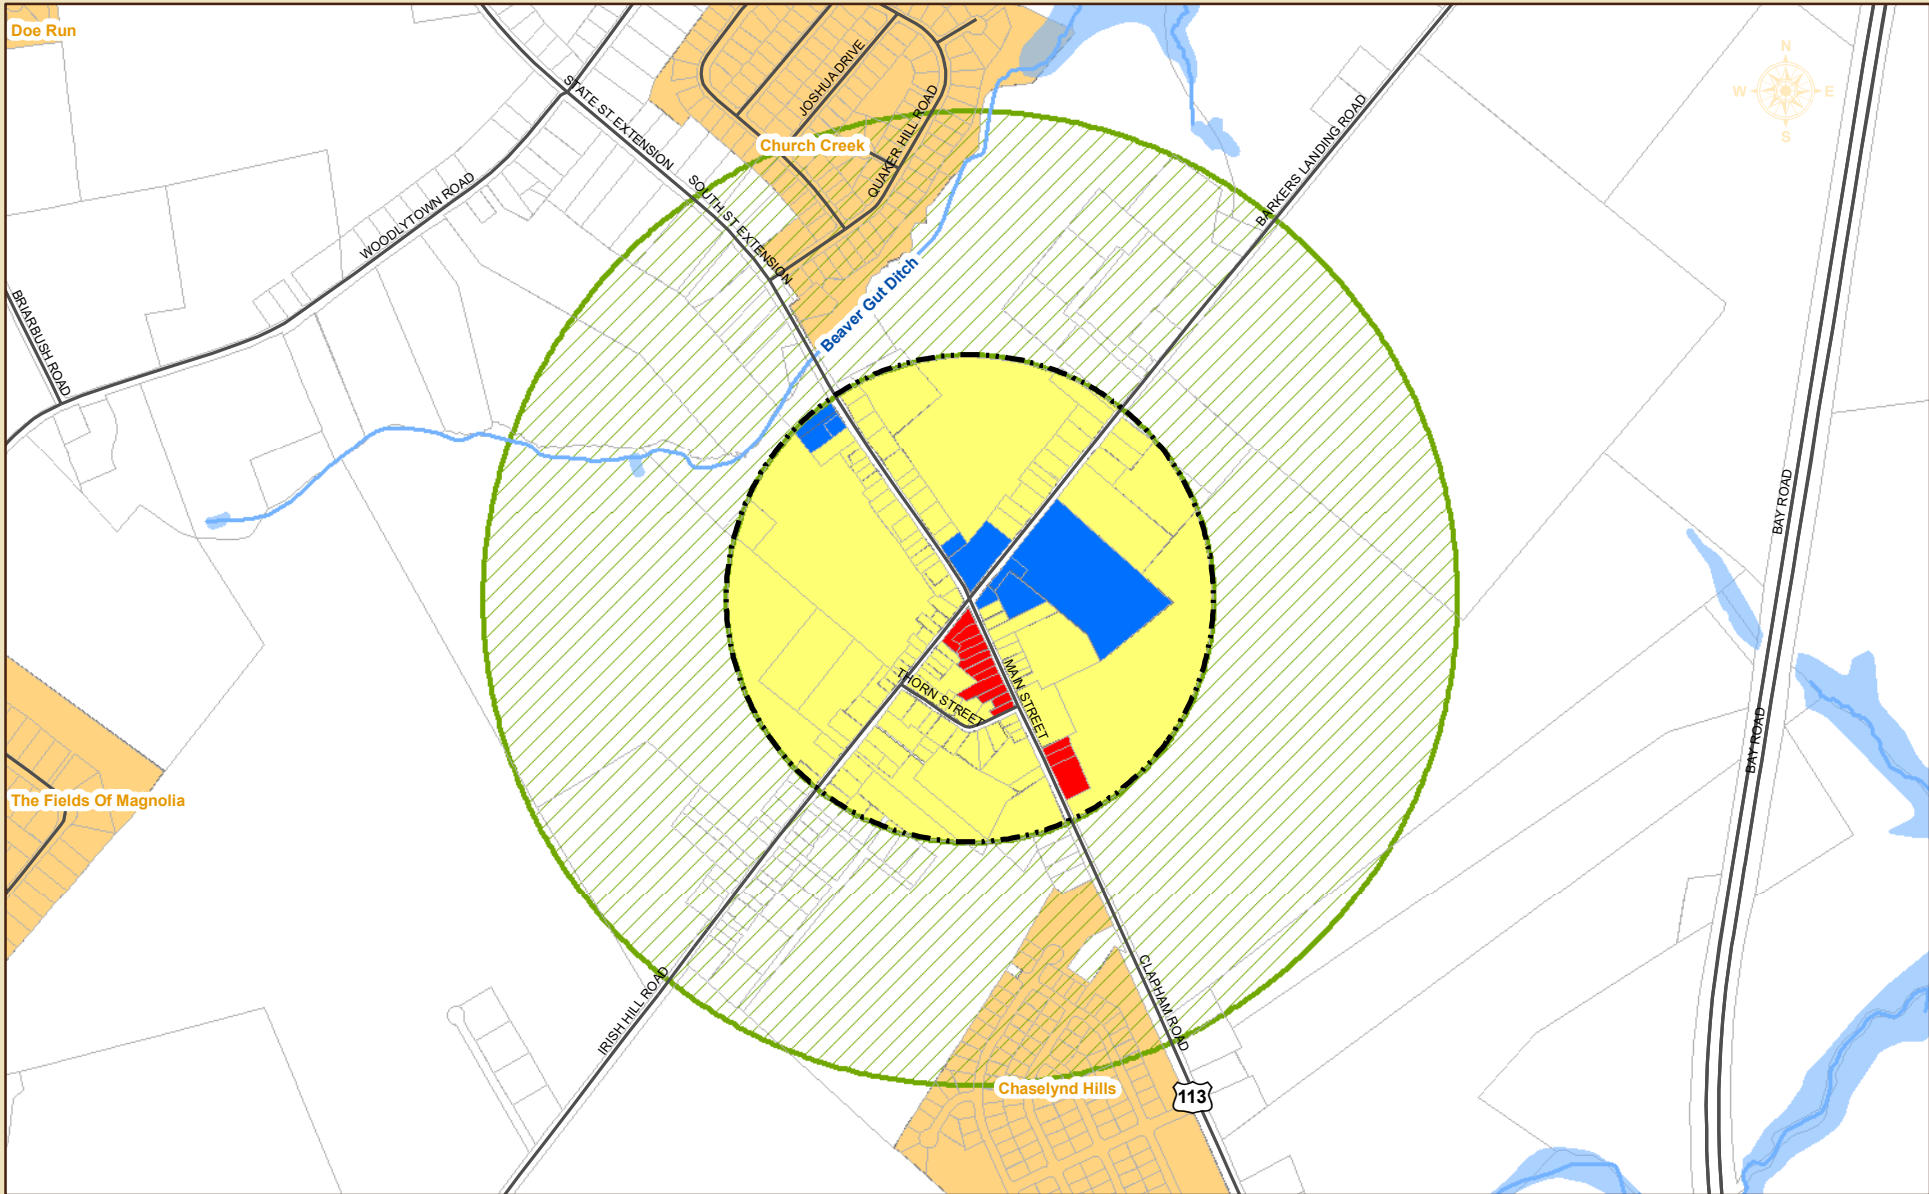 Doe Run
N
W
E
S
JOSHUA DRIVE
STATE ST EXTENSION
QUAKER HILL ROAD
BARKERS LANDING ROAD
Church Creek
WOODLYTOWN ROAD
SOUTH ST EXTENSION
BRIARBUSH ROAD
Beaver Gut Ditch
BAY ROAD
THORN STREET
MAIN STREET
BAY ROAD
The Fields Of Magnolia
IRISH HILL ROAD
CLAPHAM ROAD
Chaselynd Hills
113